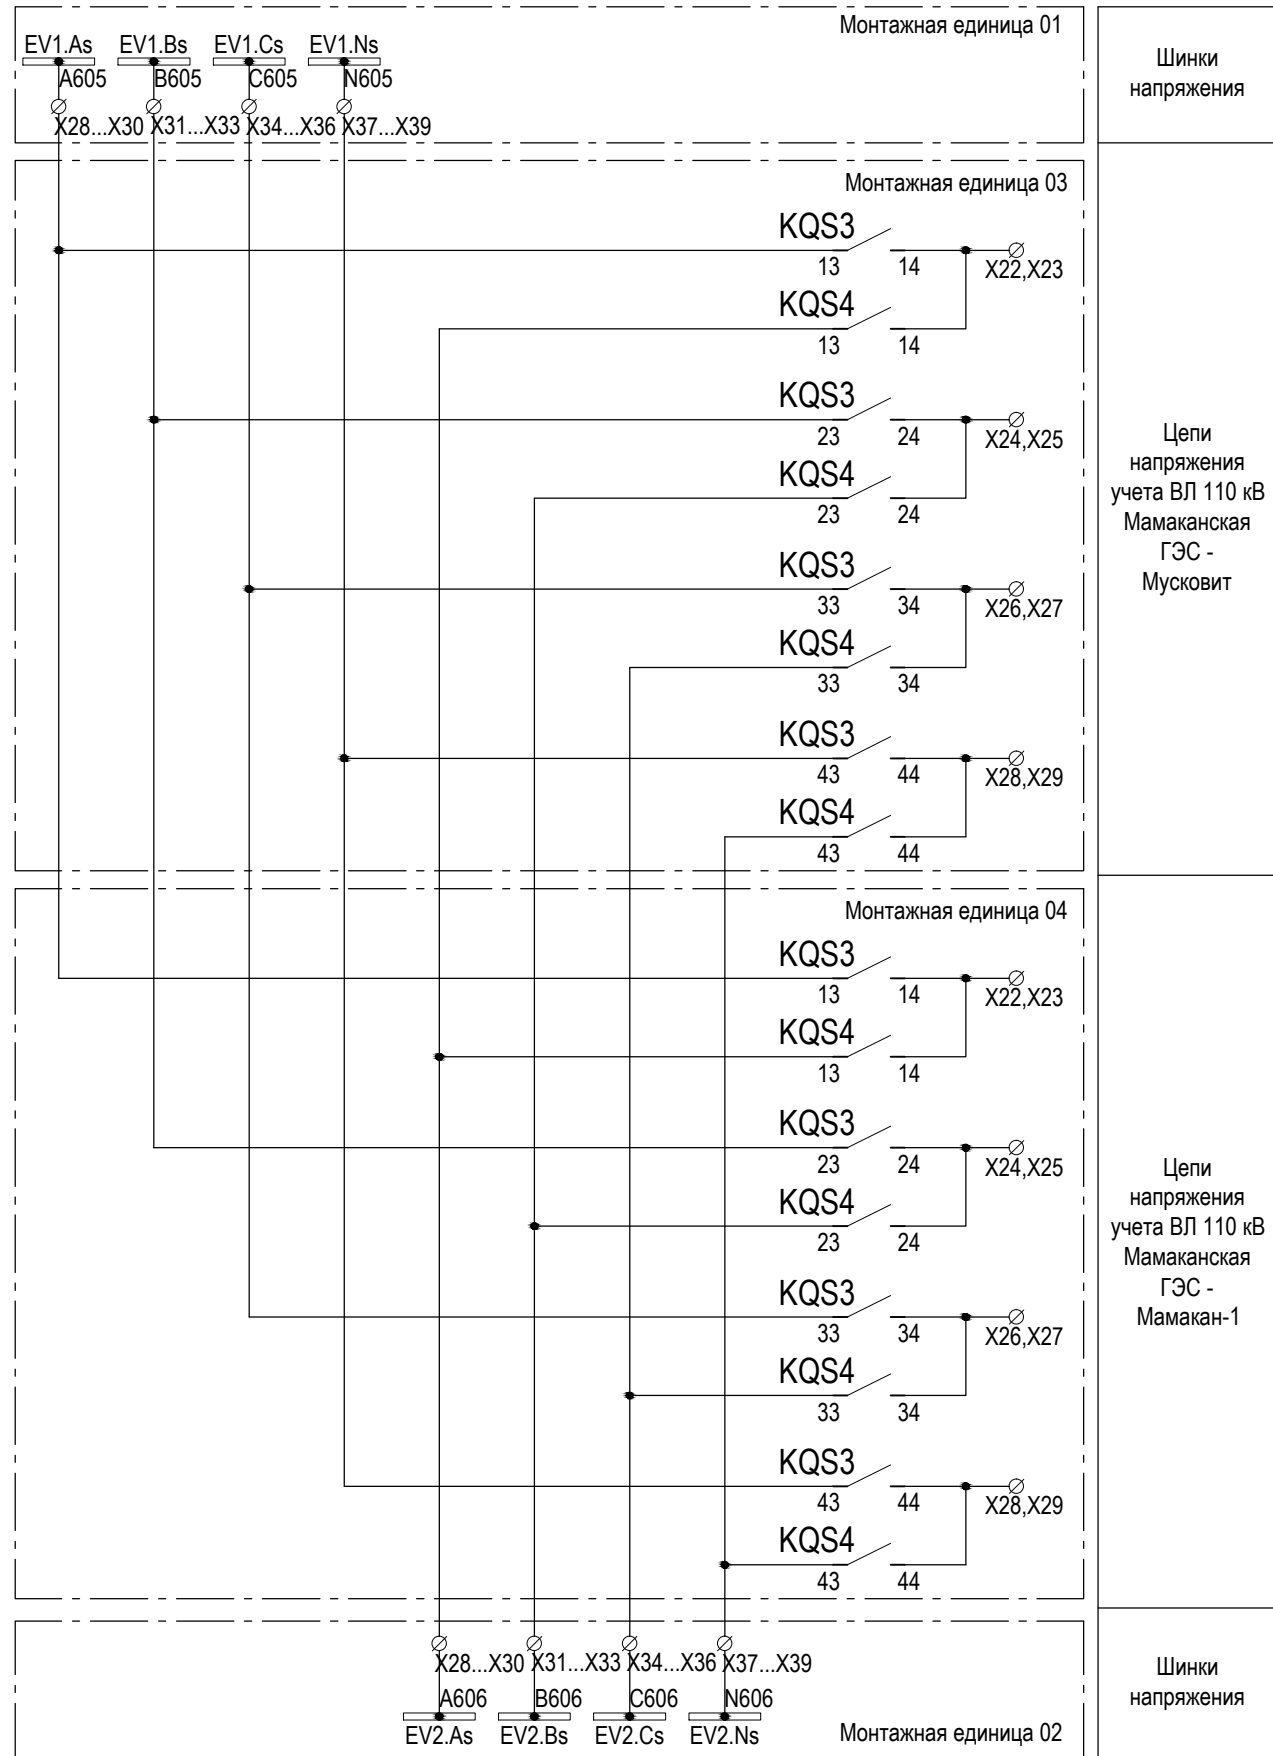 Монтажная единица 01
EV1.As EV1.Bs EV1.Cs EV1.Ns
A605 B605 C605 N605
X28...X30 X31...X33 X34...X36 X37...X39
Шинки
напряжения
Монтажная единица 03
KQS3
13 14 X22,X23
KQS4
13 14
KQS3
23 24 X24,X25
KQS4
23 24
KQS3
33 34 X26,X27
KQS4
33 34
KQS3
43 44 X28,X29
KQS4
43 44
Цепи
напряжения
учета ВЛ 110 кВ
Мамаканская
ГЭС -
Мусковит
Монтажная единица 04
KQS3
13 14 X22,X23
KQS4
13 14
KQS3
23 24 X24,X25
KQS4
23 24
KQS3
33 34 X26,X27
KQS4
33 34
KQS3
43 44 X28,X29
KQS4
43 44
Цепи
напряжения
учета ВЛ 110 кВ
Мамаканская
ГЭС -
Мамакан-1
X28...X30 X31...X33 X34...X36 X37...X39
A606 B606 C606 N606
EV2.As EV2.Bs EV2.Cs EV2.Ns
Монтажная единица 02
Шинки
напряжения